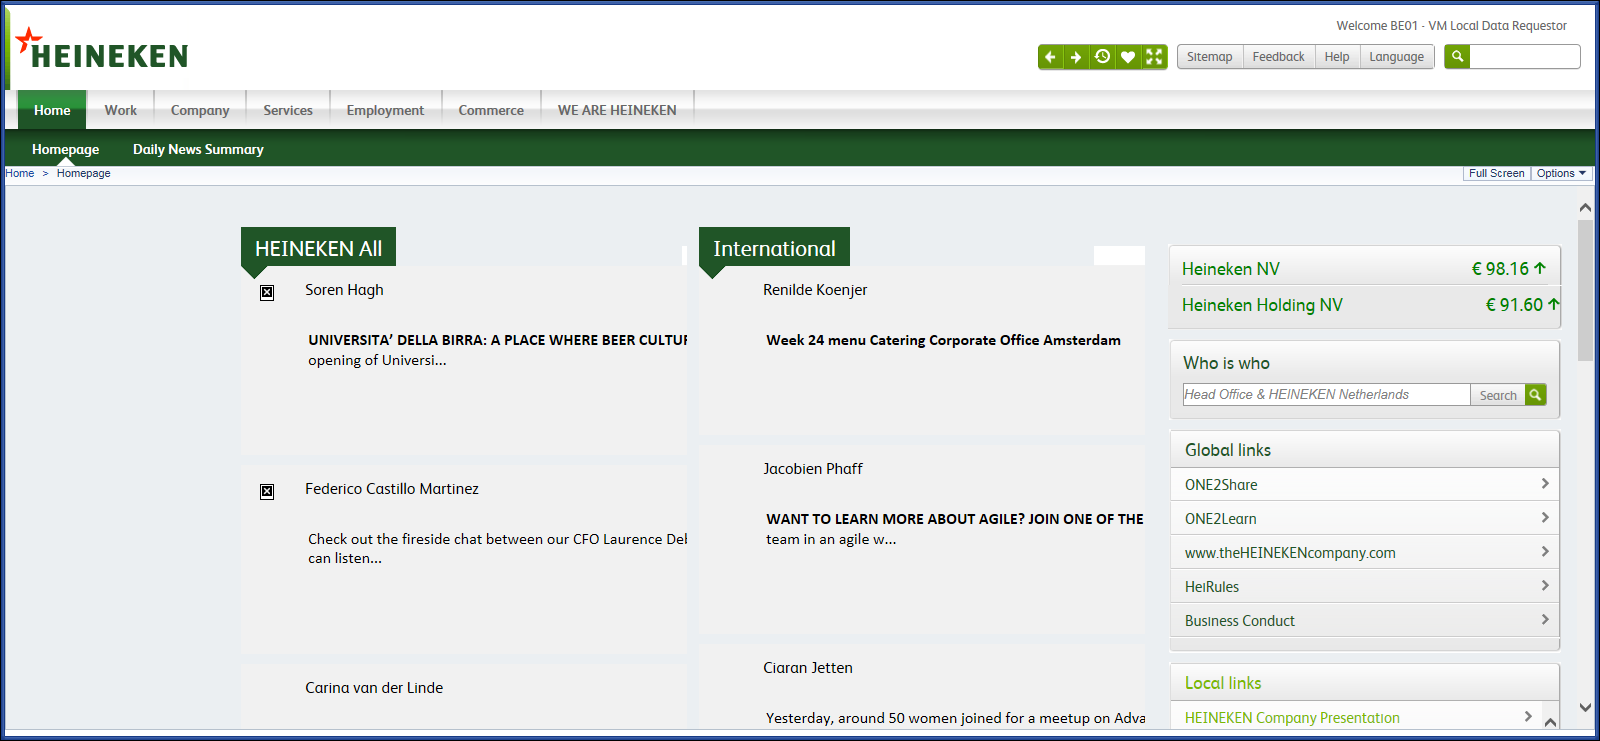 Welcome BE01 - VM Local Data Requestor
HEINEKEN
Sitemap Feedback Help Language
Home Work Company Services Employment Commerce WE ARE HEINEKEN
Homepage Daily News Summary
Home > Homepage
Full Screen Options
HEINEKEN All
Soren Hagh
UNIVERSITA’ DELLA BIRRA: A PLACE WHERE BEER CULTUR
opening of Universi...
Federico Castillo Martinez
Check out the fireside chat between our CFO Laurence Deb
can listen...
Carina van der Linde
International
Renilde Koenjer
Week 24 menu Catering Corporate Office Amsterdam
Jacobien Phaff
WANT TO LEARN MORE ABOUT AGILE? JOIN ONE OF THE
team in an agile w...
Ciaran Jetten
Yesterday, around 50 women joined for a meetup on Adva
Heineken NV € 98.16
Heineken Holding NV € 91.60
Who is who
Head Office & HEINEKEN Netherlands Search
Global links
ONE2Share
ONE2Learn
www.theHEINEKENcompany.com
HeiRules
Business Conduct
Local links
HEINEKEN Company Presentation